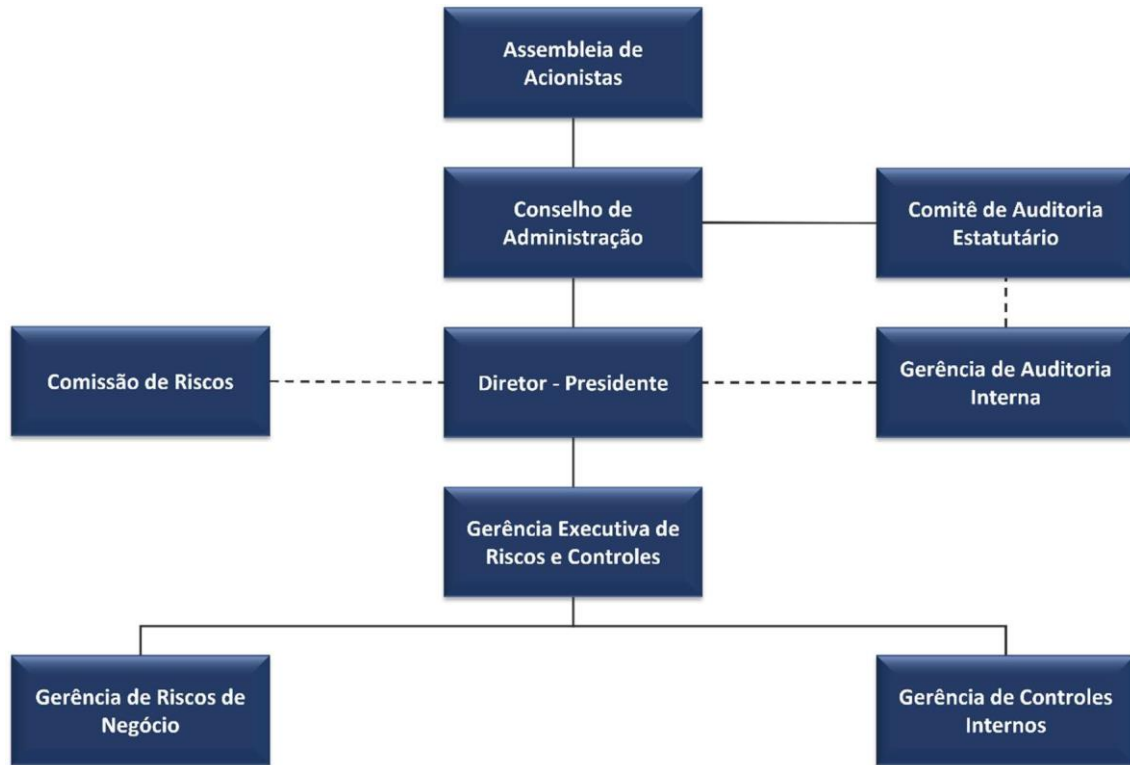 Assembleia de
Acionistas
Conselho de
Administração
Comitê de Auditoria
Estatutário
Comissão de Riscos
Diretor - Presidente
Gerência de Auditoria
Interna
Gerência Executiva de
Riscos e Controles
Gerência de Riscos de
Negócio
Gerência de Controles
Internos